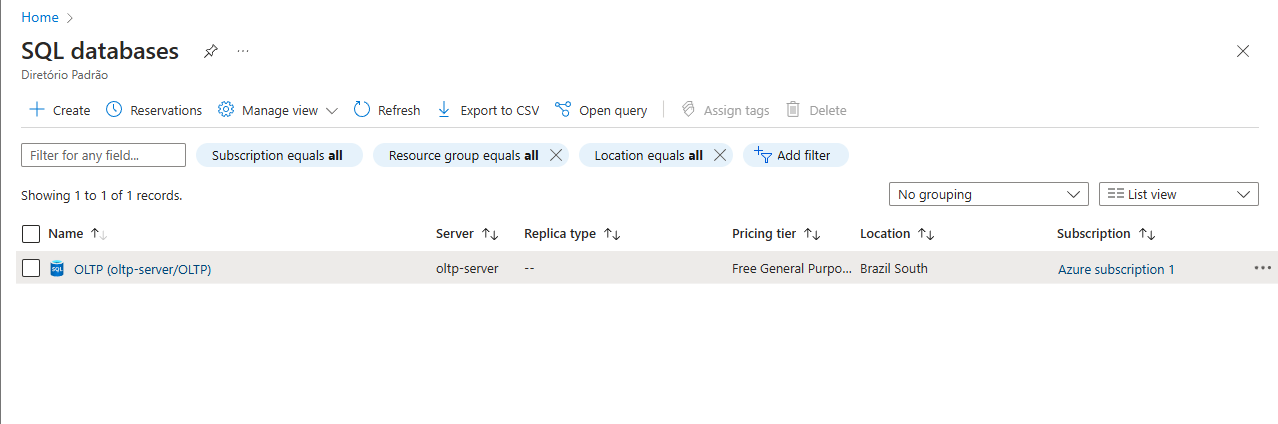 Home
SQL databases
Diretório Padrão
Create Reservations Manage view Refresh Export to CSV Open query Assign tags Delete
Filter for any field... Subscription equals all Resource group equals all Location equals all Add filter
Showing 1 to 1 of 1 records. No grouping List view
Name Server Replica type Pricing tier Location Subscription
SQL OLTP (oltp-server/OLTP) oltp-server -- Free General Purpo... Brazil South Azure subscription 1